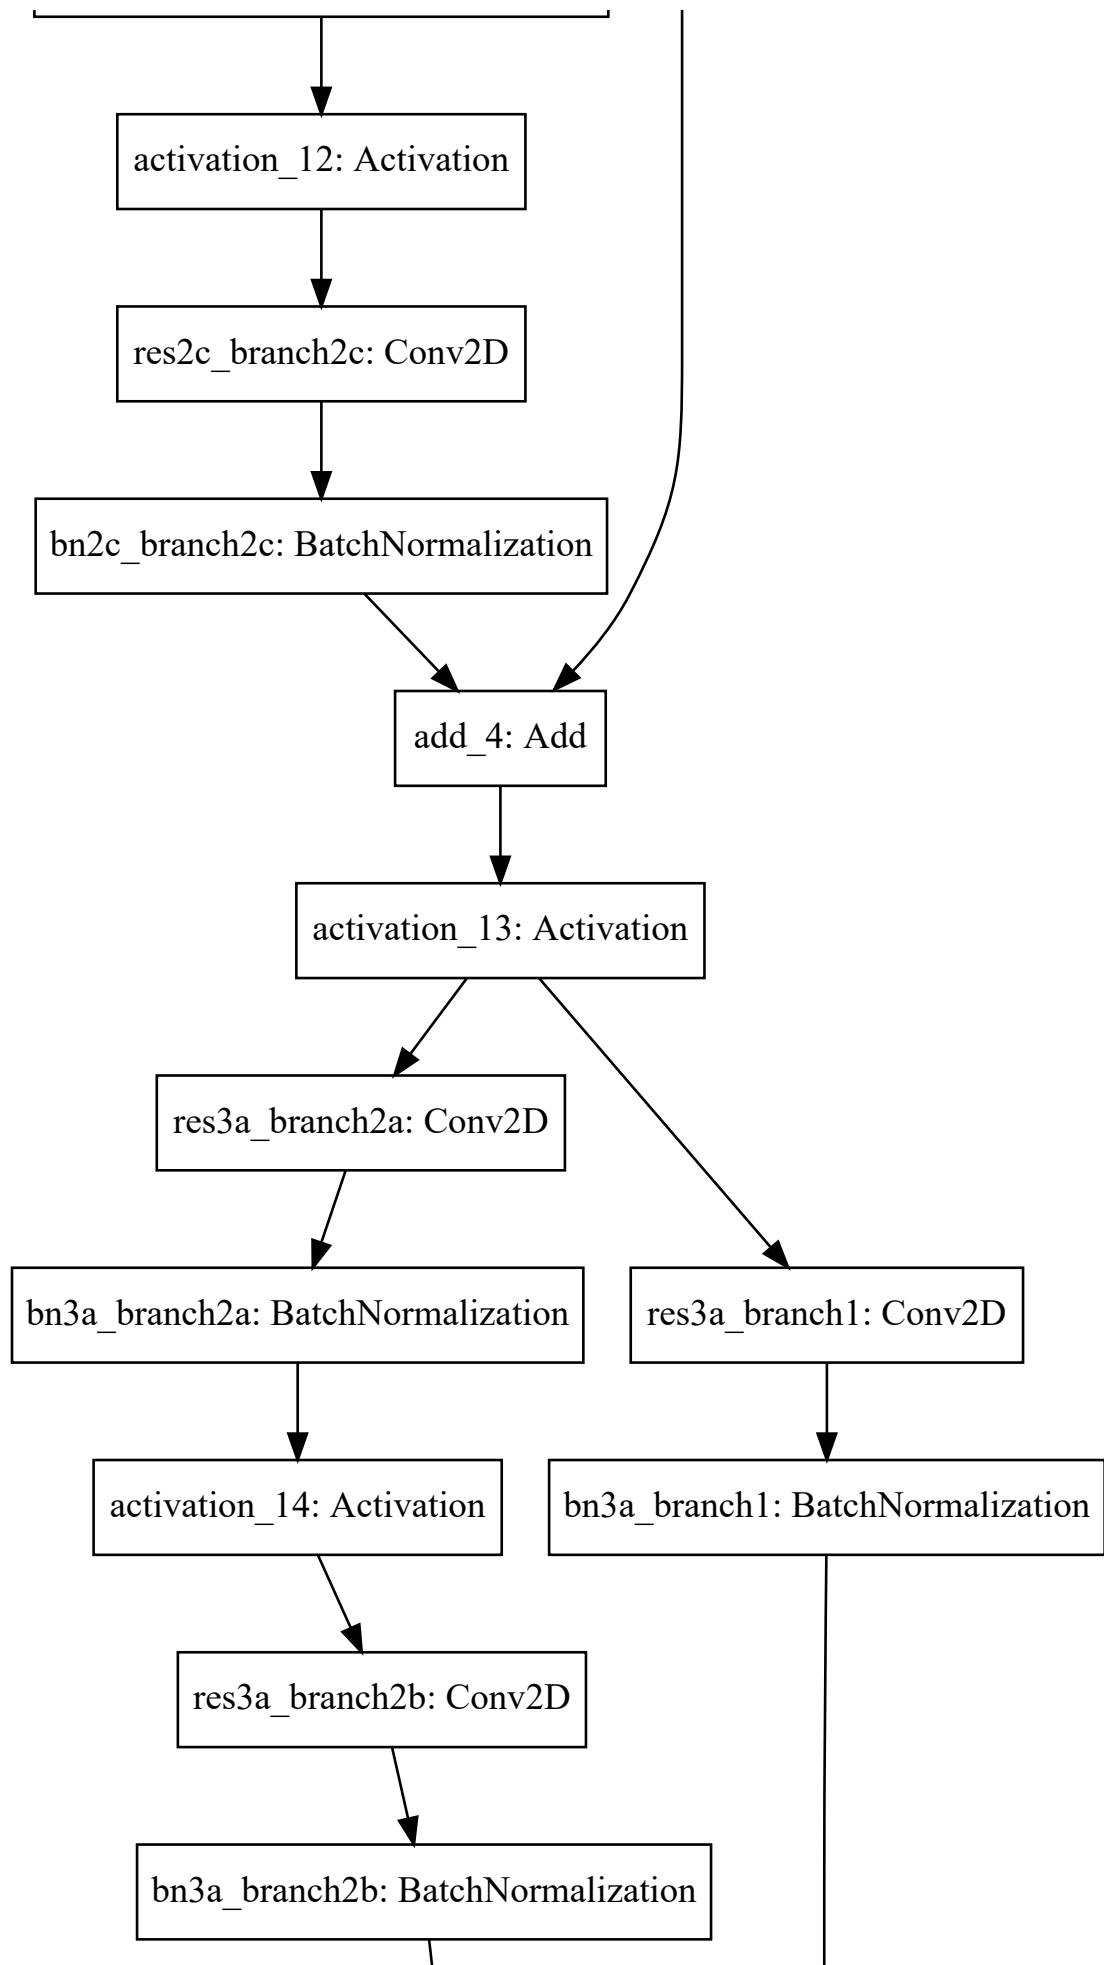 activation_12: Activation
res2c_branch2c: Conv2D
bn2c_branch2c: BatchNormalization
add_4: Add
activation_13: Activation
res3a_branch2a: Conv2D
bn3a_branch2a: BatchNormalization
res3a_branch1: Conv2D
activation_14: Activation
bn3a_branch1: BatchNormalization
res3a_branch2b: Conv2D
bn3a_branch2b: BatchNormalization